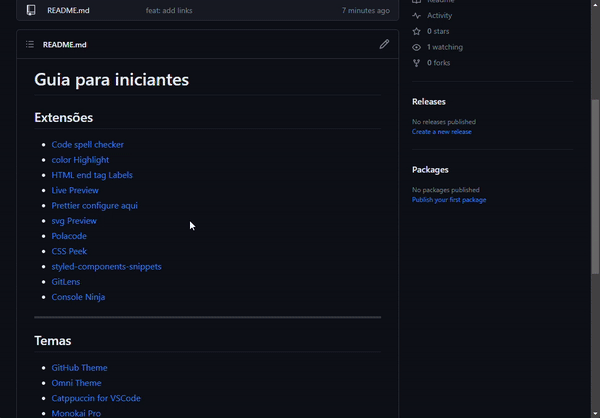 README.md feat: add links 7 minutes ago
README.md
Guia para iniciantes
Extensões
Code spell checker
color Highlight
HTML end tag Labels
Live Preview
Prettier configure aqui
svg Preview
Polacode
CSS Peek
styled-components-snippets
GitLens
Console Ninja
Temas
GitHub Theme
Omni Theme
Catppuccin for VSCode
Monokai Pro
Readme
Activity
0 stars
1 watching
0 forks
Releases
No releases published
Create a new release
Packages
No packages published
Publish your first package